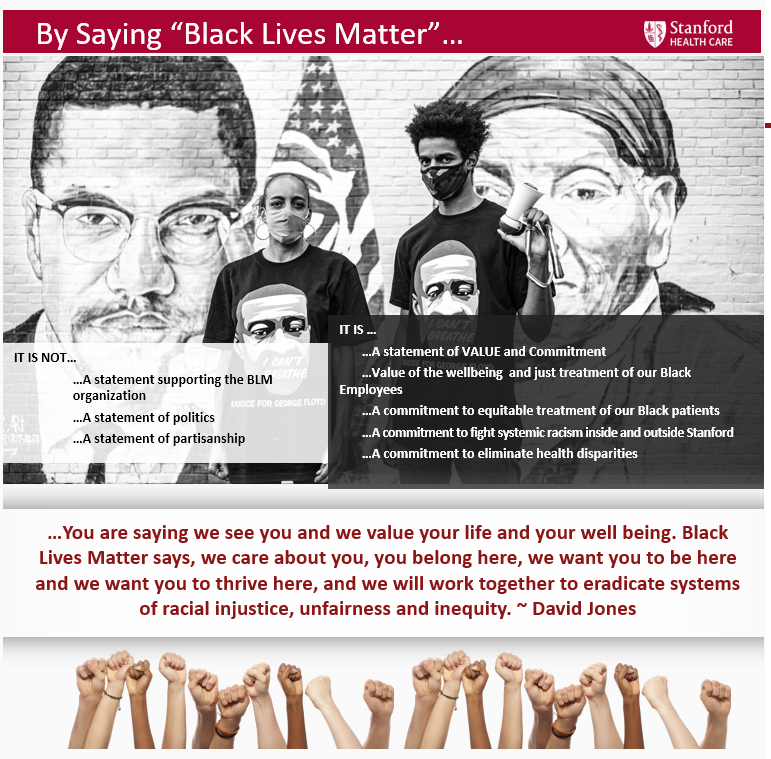 By Saying “Black Lives Matter”...
Stanford
HEALTH CARE
I CAN'T
BREATHE
JUSTICE FOR GEORGE FLOYD
IT IS NOT...
...A statement supporting the BLM
organization
...A statement of politics
...A statement of partisanship
IT IS ...
...A statement of VALUE and Commitment
...Value of the wellbeing and just treatment of our Black
Employees
...A commitment to equitable treatment of our Black patients
...A commitment to fight systemic racism inside and outside Stanford
...A commitment to eliminate health disparities
...You are saying we see you and we value your life and your well being. Black
Lives Matter says, we care about you, you belong here, we want you to be here
and we want you to thrive here, and we will work together to eradicate systems
of racial injustice, unfairness and inequity. ~ David Jones